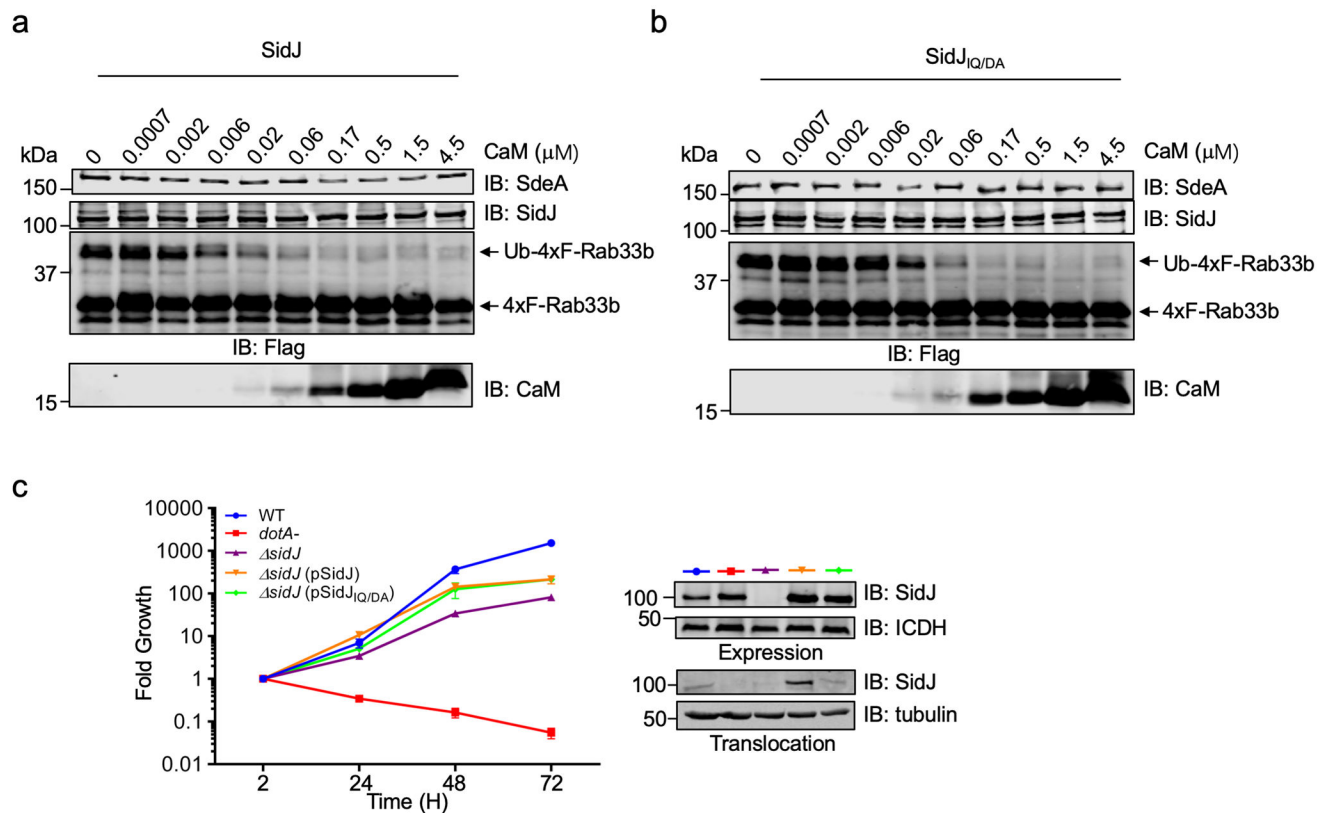 a
SidJ
kDa
0 0.0007 0.002 0.006 0.02 0.06 0.17 0.5 1.5 4.5 CaM (μM)
150 IB: SdeA
100 IB: SidJ
Ub-4xF-Rab33b
37
4xF-Rab33b
IB: Flag
15 IB: CaM
b
SidJIQ/DA
kDa
0 0.0007 0.002 0.006 0.02 0.06 0.17 0.5 1.5 4.5 CaM (μM)
150 IB: SdeA
100 IB: SidJ
Ub-4xF-Rab33b
37
4xF-Rab33b
IB: Flag
15 IB: CaM
c
Fold Growth
10000
1000
100
10
1
0.1
0.01
WT
dotA-
ΔsidJ
ΔsidJ (pSidJ)
ΔsidJ (pSidJIQ/DA)
2 24 48 72
Time (H)
100 IB: SidJ
50 IB: ICDH
Expression
100 IB: SidJ
50 IB: tubulin
Translocation